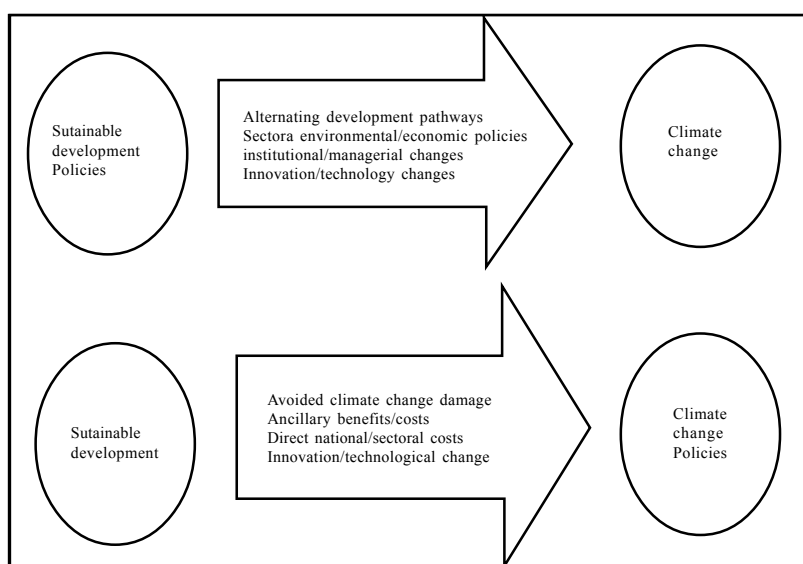 Sutainable
development
Policies
Alternating development pathways
Sectora environmental/economic policies
institutional/managerial changes
Innovation/technology changes
Climate
change
Sutainable
development
Avoided climate change damage
Ancillary benefits/costs
Direct national/sectoral costs
Innovation/technological change
Climate
change
Policies